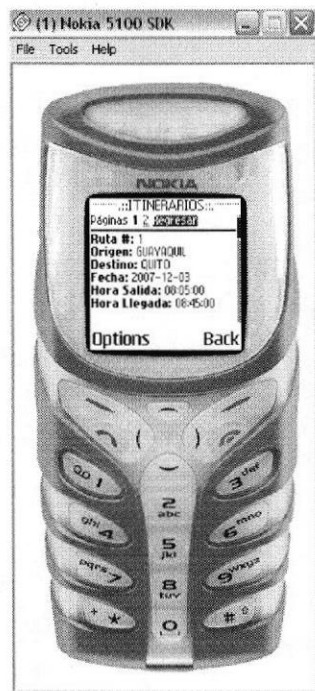 (1) Nokia 5100 SDK
File Tools Help
NOKIA
..::ITINERARIOS::..
Páginas 1 2 Regresar
Ruta #: 1
Origen: GUAYAQUIL
Destino: QUITO
Fecha: 2007-12-03
Hora Salida: 08:05:00
Hora Llegada: 08:45:00
Options Back
1
3 def
2
abc
ghi 4
6 mno
5
jkl
pqrs 7
9 wxyz
8
tuv
+ *
#
0